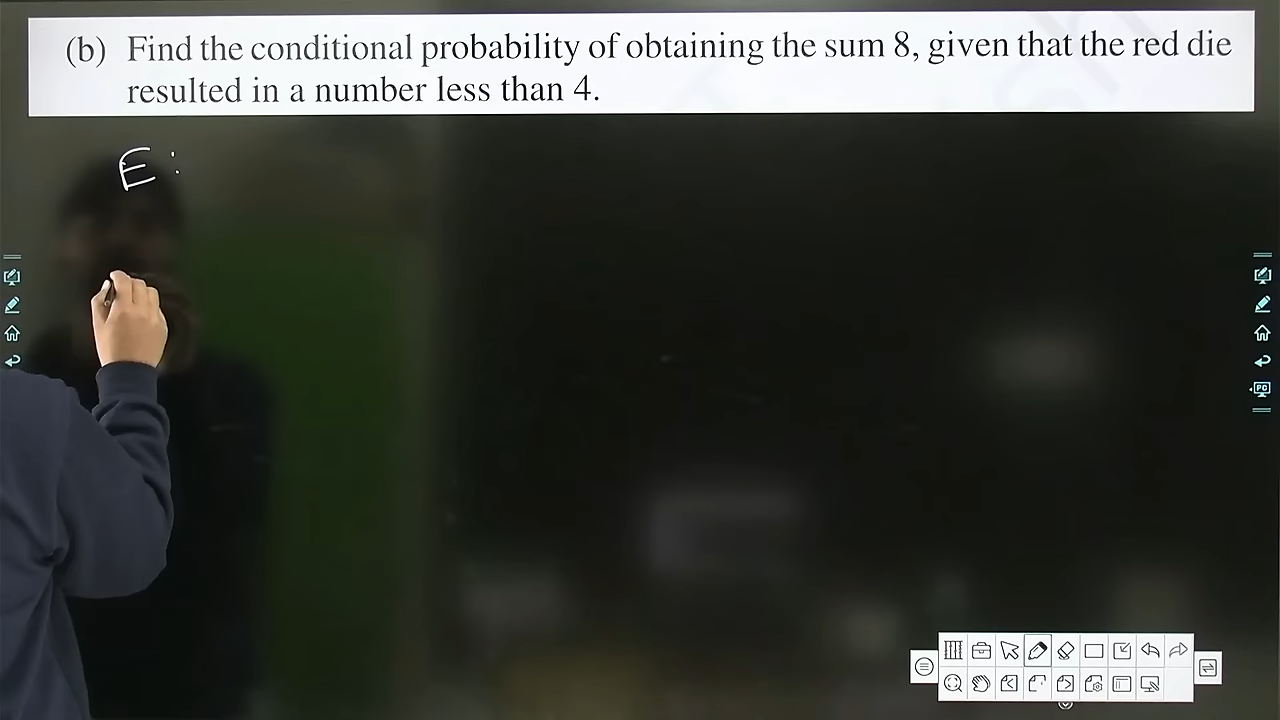 (b) Find the conditional probability of obtaining the sum 8, given that the red die
resulted in a number less than 4.
E :
PC